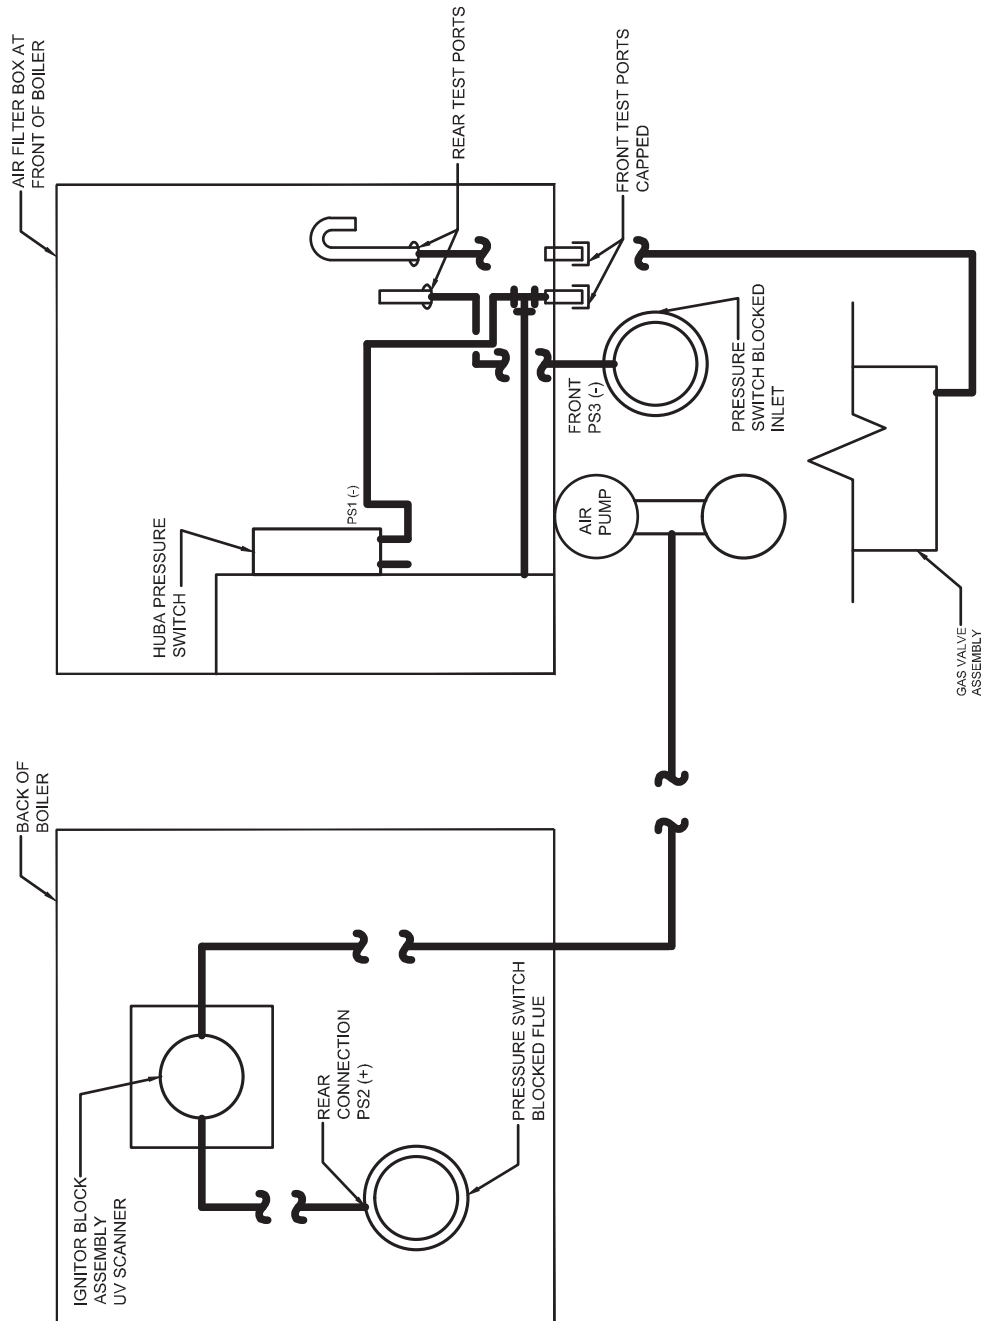 AIR FILTER BOX AT
FRONT OF BOILER
REAR TEST PORTS
FRONT TEST PORTS
CAPPED
HUBA PRESSURE
SWITCH
PS1 (-)
FRONT
PS3 (-)
PRESSURE
SWITCH BLOCKED
INLET
AIR
PUMP
GAS VALVE
ASSEMBLY
BACK OF
BOILER
IGNITOR BLOCK
ASSEMBLY
UV SCANNER
REAR
CONNECTION
PS2 (+)
PRESSURE SWITCH
BLOCKED FLUE